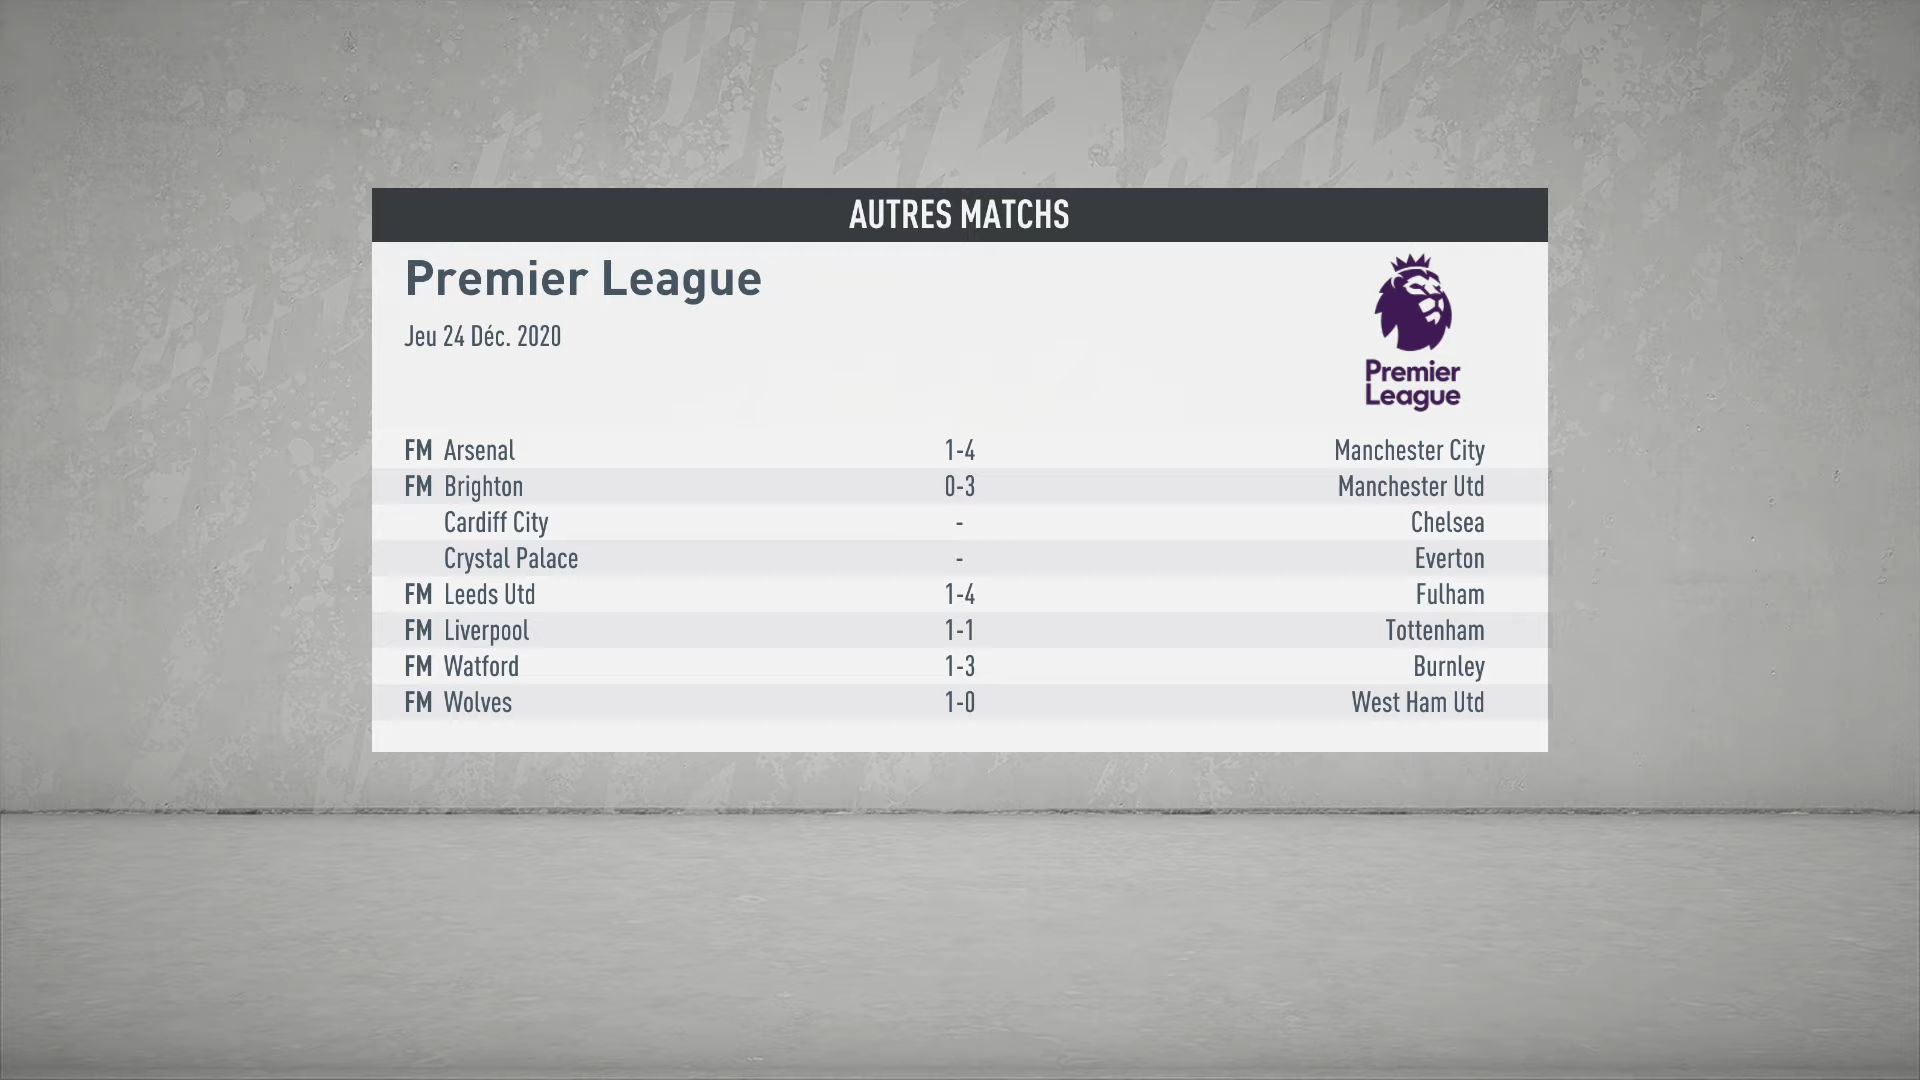 AUTRES MATCHS
Premier League
Jeu 24 Déc. 2020
Premier
League
FM Arsenal 1-4 Manchester City
FM Brighton 0-3 Manchester Utd
Cardiff City - Chelsea
Crystal Palace - Everton
FM Leeds Utd 1-4 Fulham
FM Liverpool 1-1 Tottenham
FM Watford 1-3 Burnley
FM Wolves 1-0 West Ham Utd